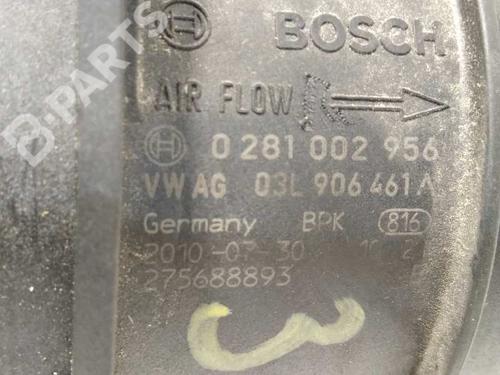 BOSCH
AIR FLOW
0 281 002 956
VW AG 03L 906 461 A
Germany BPK 816
2010-07-30
275688893
B-PARTS